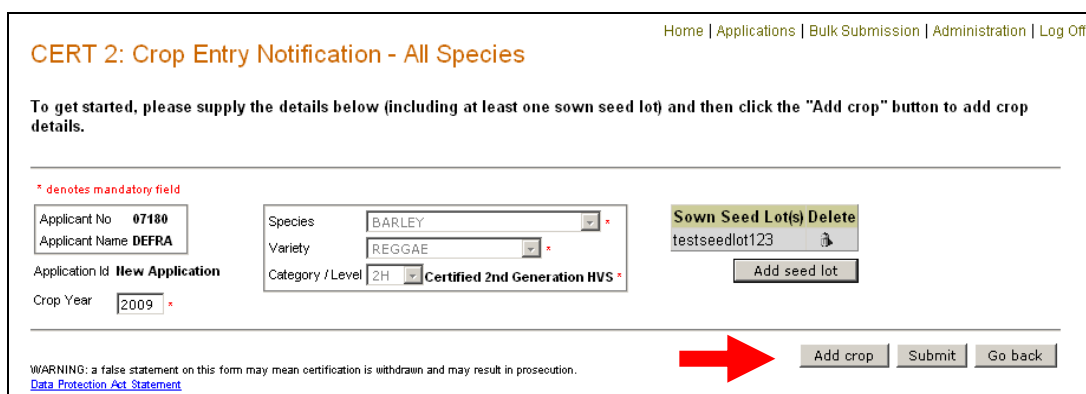 Home | Applications | Bulk Submission | Administration | Log Off
CERT 2: Crop Entry Notification - All Species
To get started, please supply the details below (including at least one sown seed lot) and then click the "Add crop" button to add crop
details.
* denotes mandatory field
Applicant No 07180
Applicant Name DEFRA
Application Id New Application
Crop Year 2009 *
Species BARLEY *
Variety REGGAE *
Category / Level 2H Certified 2nd Generation HVS *
Sown Seed Lot(s) Delete
testseedlot123
Add seed lot
Add crop Submit Go back
WARNING: a false statement on this form may mean certification is withdrawn and may result in prosecution.
Data Protection Act Statement